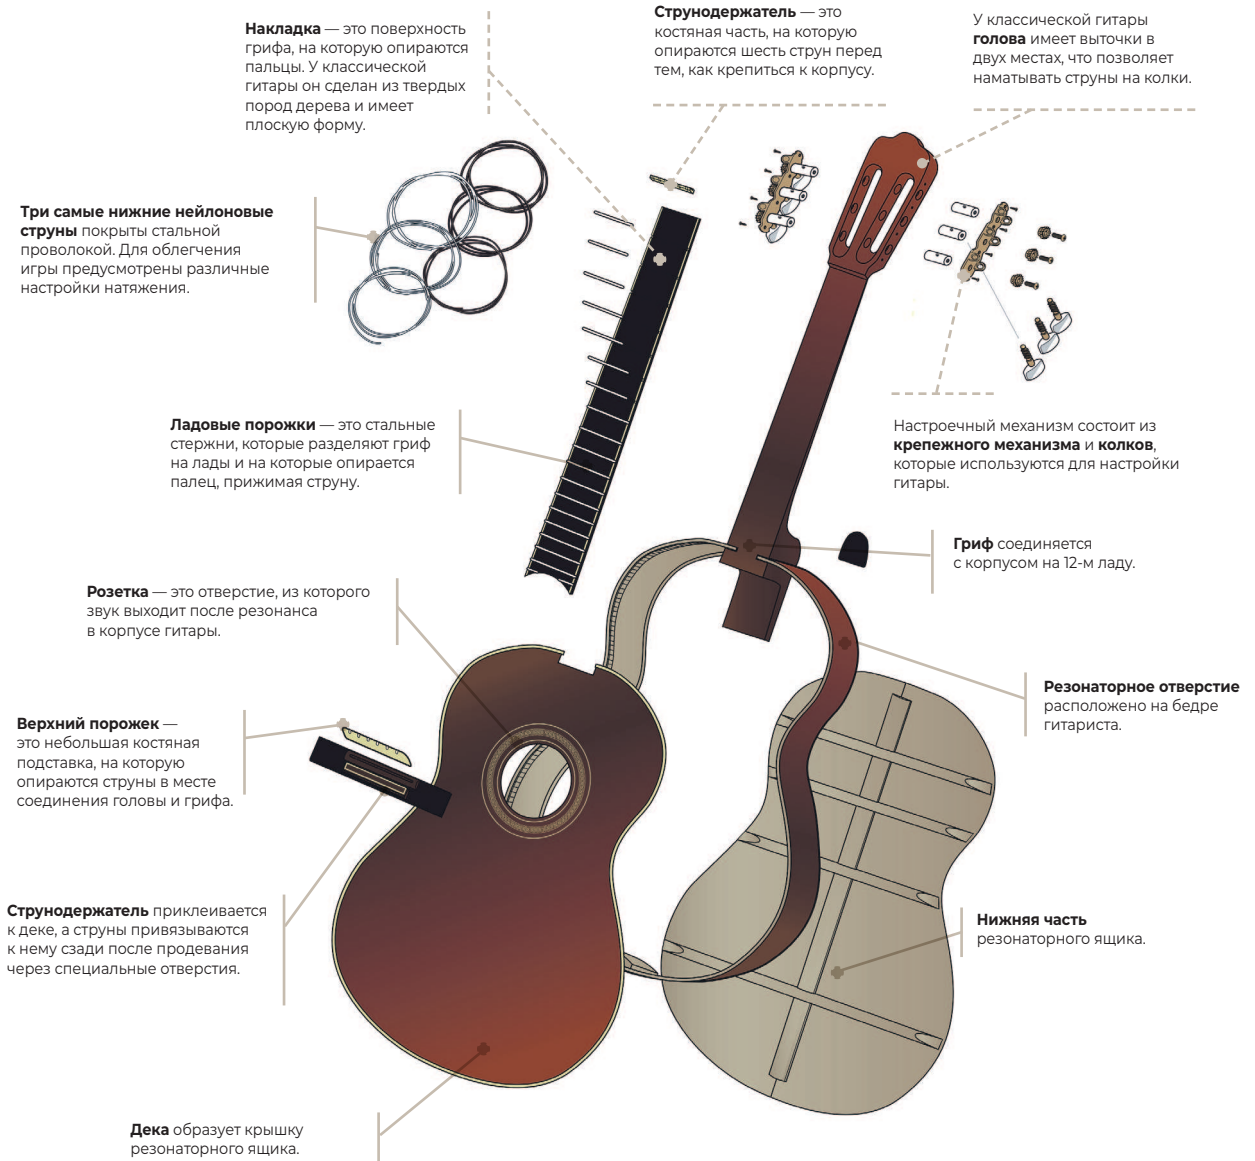 Накладка — это поверхность
грифа, на которую опираются
пальцы. У классической
гитары он сделан из твердых
пород дерева и имеет
плоскую форму.
Струнодержатель — это
костяная часть, на которую
опираются шесть струн перед
тем, как крепиться к корпусу.
У классической гитары
голова имеет выточки в
двух местах, что позволяет
наматывать струны на колки.
Три самые нижние нейлоновые
струны покрыты стальной
проволокой. Для облегчения
игры предусмотрены различные
настройки натяжения.
Ладовые порожки — это стальные
стержни, которые разделяют гриф
на лады и на которые опирается
палец, прижимая струну.
Настроечный механизм состоит из
крепежного механизма и колков,
которые используются для настройки
гитары.
Гриф соединяется
с корпусом на 12-м ладу.
Розетка — это отверстие, из которого
звук выходит после резонанса
в корпусе гитары.
Резонаторное отверстие
расположено на бедре
гитариста.
Верхний порожек —
это небольшая костяная
подставка, на которую
опираются струны в месте
соединения головы и грифа.
Струнодержатель приклеивается
к деке, а струны привязываются
к нему сзади после продевания
через специальные отверстия.
Нижняя часть
резонаторного ящика.
Дека образует крышку
резонаторного ящика.